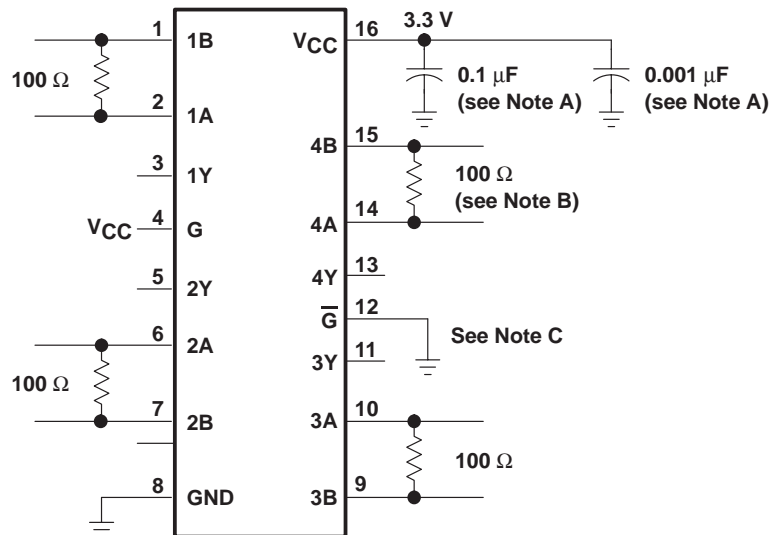 1
1B
VCC
16
3.3 V
100 Ω
0.1 μF
(see Note A)
0.001 μF
(see Note A)
2
1A
4B
15
3
1Y
100 Ω
(see Note B)
VCC
4
G
4A
14
5
2Y
4Y
13
G̅
12
6
2A
See Note C
3Y
11
100 Ω
7
2B
3A
10
100 Ω
8
GND
3B
9